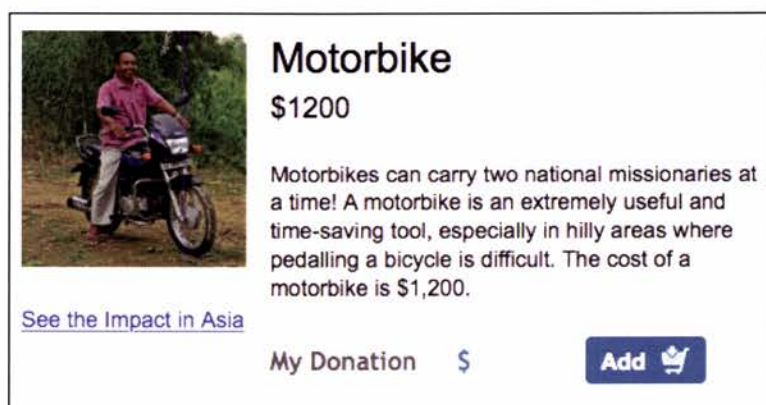 Motorbike
$1200
Motorbikes can carry two national missionaries at
a time! A motorbike is an extremely useful and
time-saving tool, especially in hilly areas where
pedalling a bicycle is difficult. The cost of a
motorbike is $1,200.
See the Impact in Asia
My Donation $ Add